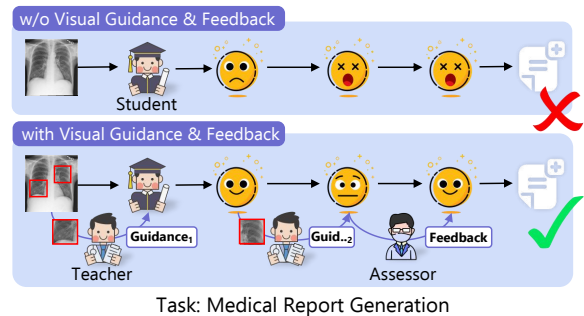 w/o Visual Guidance & Feedback
Student
with Visual Guidance & Feedback
Guidance₁
Guid..₂
Feedback
Teacher
Assessor
Task: Medical Report Generation